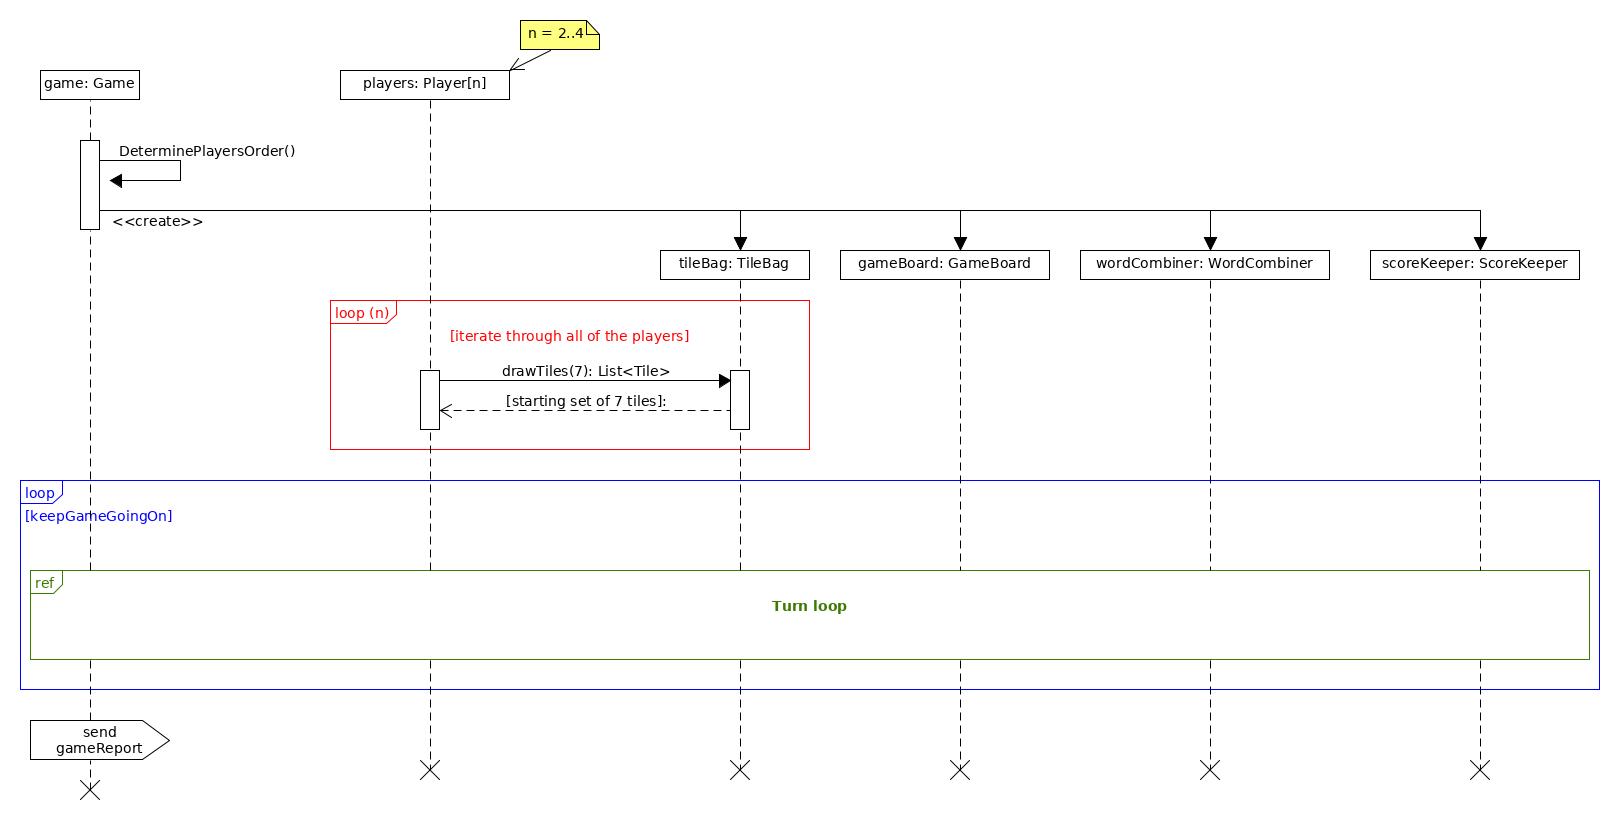 n = 2..4
game: Game
players: Player[n]
DeterminePlayersOrder()
<<create>>
tileBag: TileBag
gameBoard: GameBoard
wordCombiner: WordCombiner
scoreKeeper: ScoreKeeper
loop (n)
[iterate through all of the players]
drawTiles(7): List<Tile>
[starting set of 7 tiles]:
loop
[keepGameGoingOn]
ref
Turn loop
send
gameReport